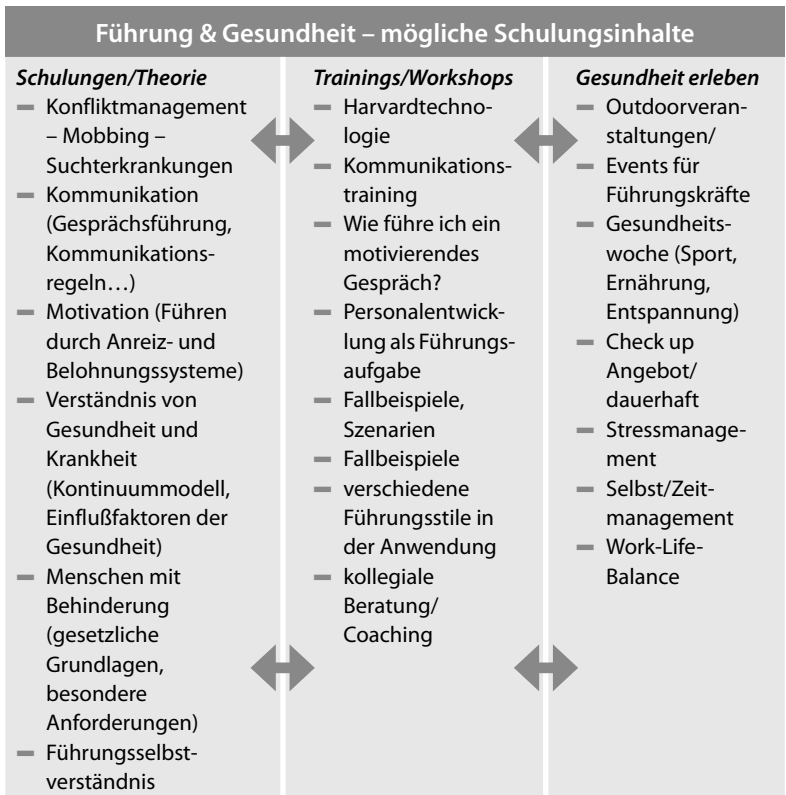 Führung & Gesundheit – mögliche Schulungsinhalte
Schulungen/Theorie
– Konfliktmanagement
– Mobbing –
Suchterkrankungen
– Kommunikation
(Gesprächsführung,
Kommunikations-
regeln…)
– Motivation (Führen
durch Anreiz- und
Belohnungssysteme)
– Verständnis von
Gesundheit und
Krankheit
(Kontinuummodell,
Einflußfaktoren der
Gesundheit)
– Menschen mit
Behinderung
(gesetzliche
Grundlagen,
besondere
Anforderungen)
– Führungsselbst-
verständnis
Trainings/Workshops
– Harvardtechno-
logie
– Kommunikations-
training
– Wie führe ich ein
motivierendes
Gespräch?
– Personalentwick-
lung als Führungs-
aufgabe
– Fallbeispiele,
Szenarien
– Fallbeispiele
– verschiedene
Führungsstile in
der Anwendung
– kollegiale
Beratung/
Coaching
Gesundheit erleben
– Outdoorveran-
staltungen/
– Events für
Führungskräfte
– Gesundheits-
woche (Sport,
Ernährung,
Entspannung)
– Check up
Angebot/
dauerhaft
– Stressmanage-
ment
– Selbst/Zeit-
management
– Work-Life-
Balance